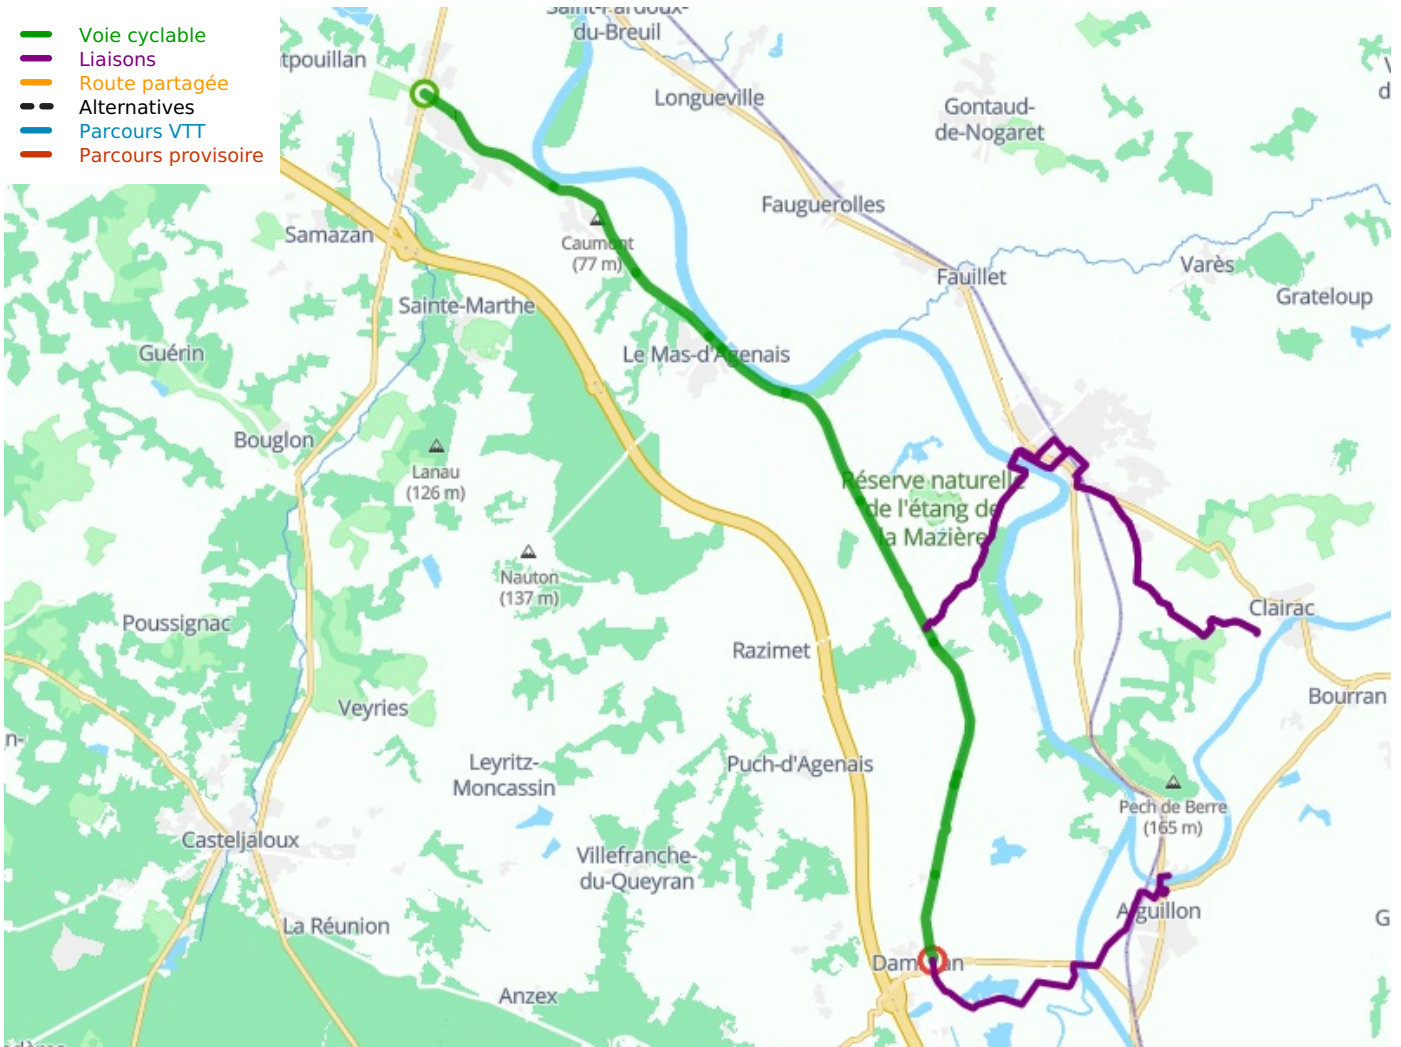 Voie cyclable
Liaisons
Route partagée
Alternatives
Parcours VTT
Parcours provisoire
tpouillan
Saint-Pardoux-
du-Breuil
Longueville
Gontaud-
de-Nogaret
Fauguerolles
Samazan
Caumont
(77 m)
Fauillet
Varès
Grateloup
Sainte-Marthe
Guérin
Le Mas-d'Agenais
Bouglon
Lanau
(126 m)
Réserve naturelle
de l'étang de
la Mazière
Nauton
(137 m)
Clairac
Poussignac
Razimet
Bourran
Veyries
n-
Leyritz-
Moncassin
Puch-d'Agenais
Pech de Berre
(165 m)
Casteljaloux
Villefranche-
du-Queyran
Aiguillon
La Réunion
G
Anzex